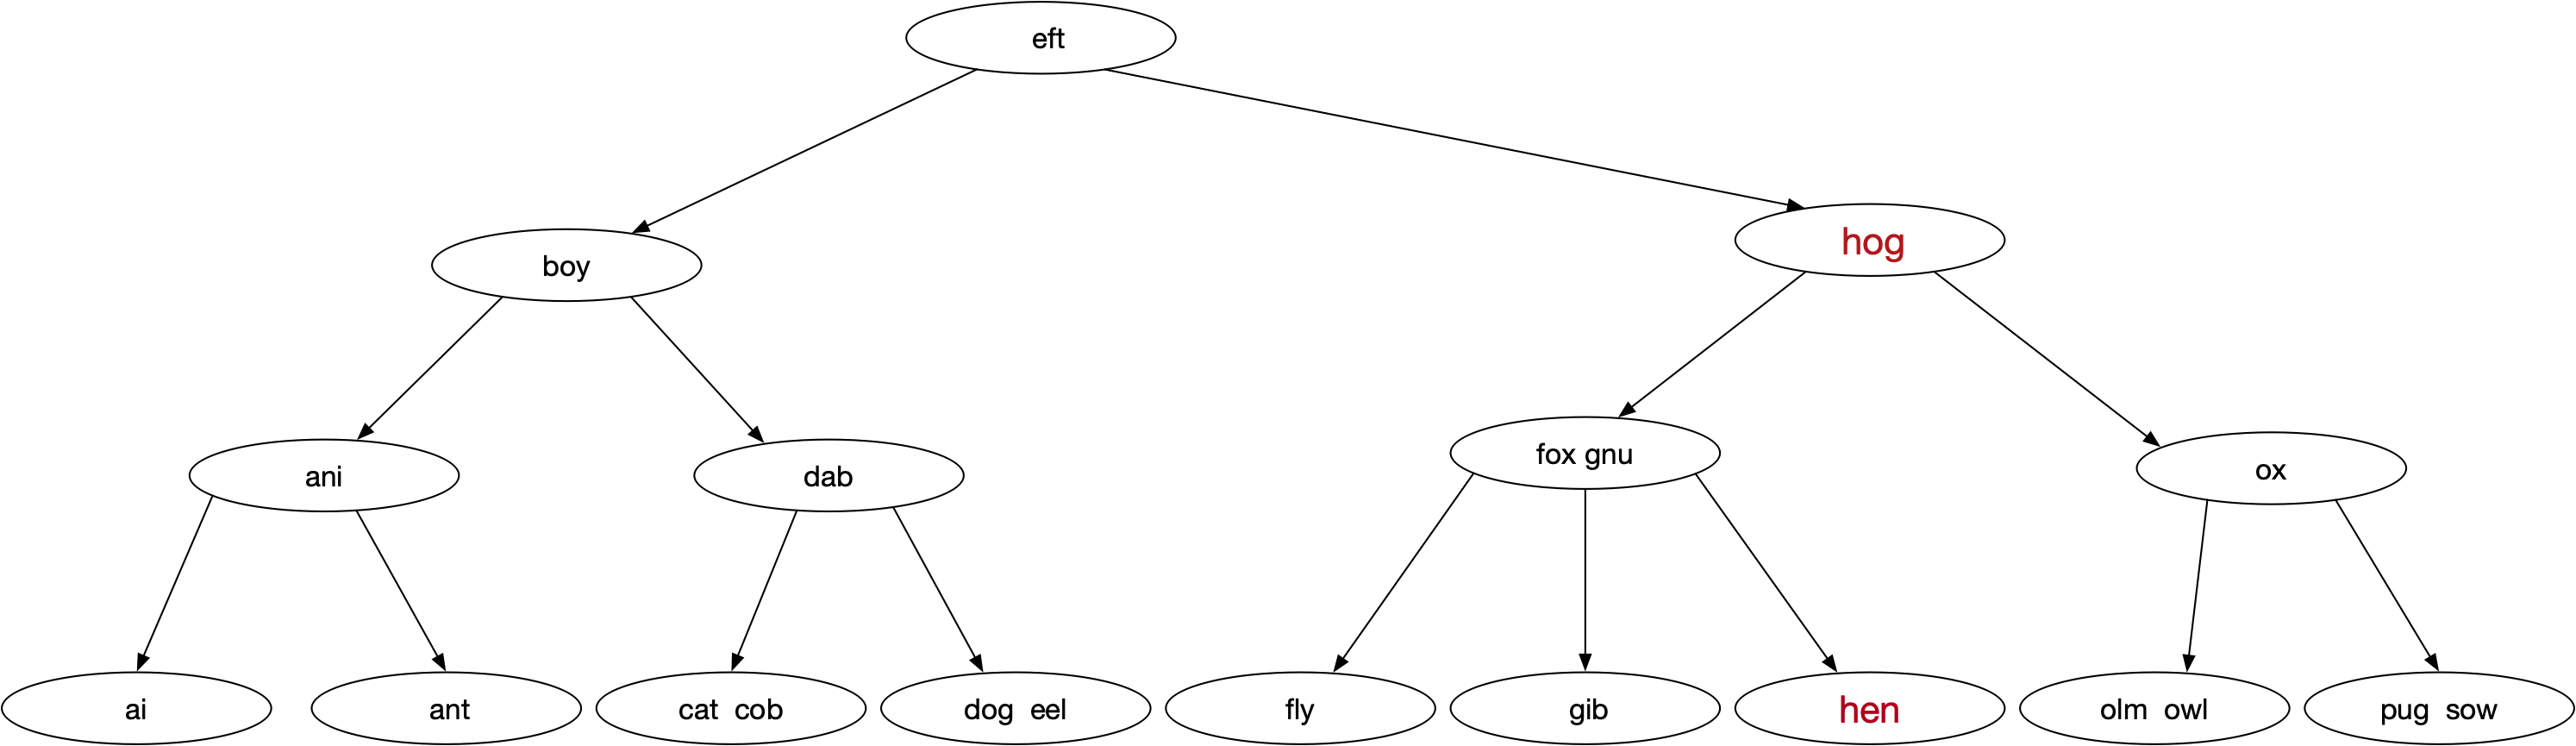 eft
boy
hog
ani
dab
fox gnu
ox
ai
ant
cat cob
dog eel
fly
gib
hen
olm owl
pug sow